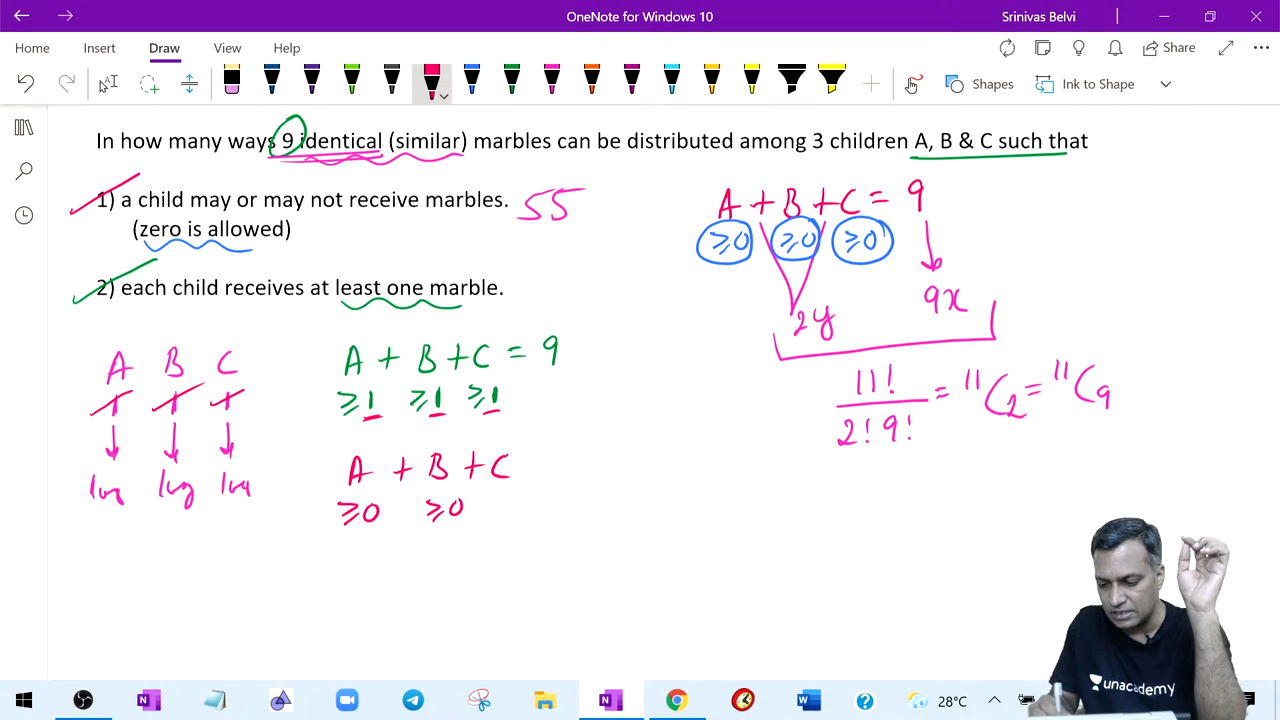 OneNote for Windows 10
Srinivas Belvi
Home Insert Draw View Help
Share
Shapes
Ink to Shape
In how many ways 9 identical (similar) marbles can be distributed among 3 children A, B & C such that
1) a child may or may not receive marbles. 55
(zero is allowed)
2) each child receives at least one marble.
A B C
1 1 1
A + B + C = 9
≥1 ≥1 ≥1
A + B + C
≥0 ≥0
A + B + C = 9
≥0 ≥0 ≥0
9x
2y
11!
2! 9!
= ¹¹C₂ = ¹¹C₉
unacademy
28°C